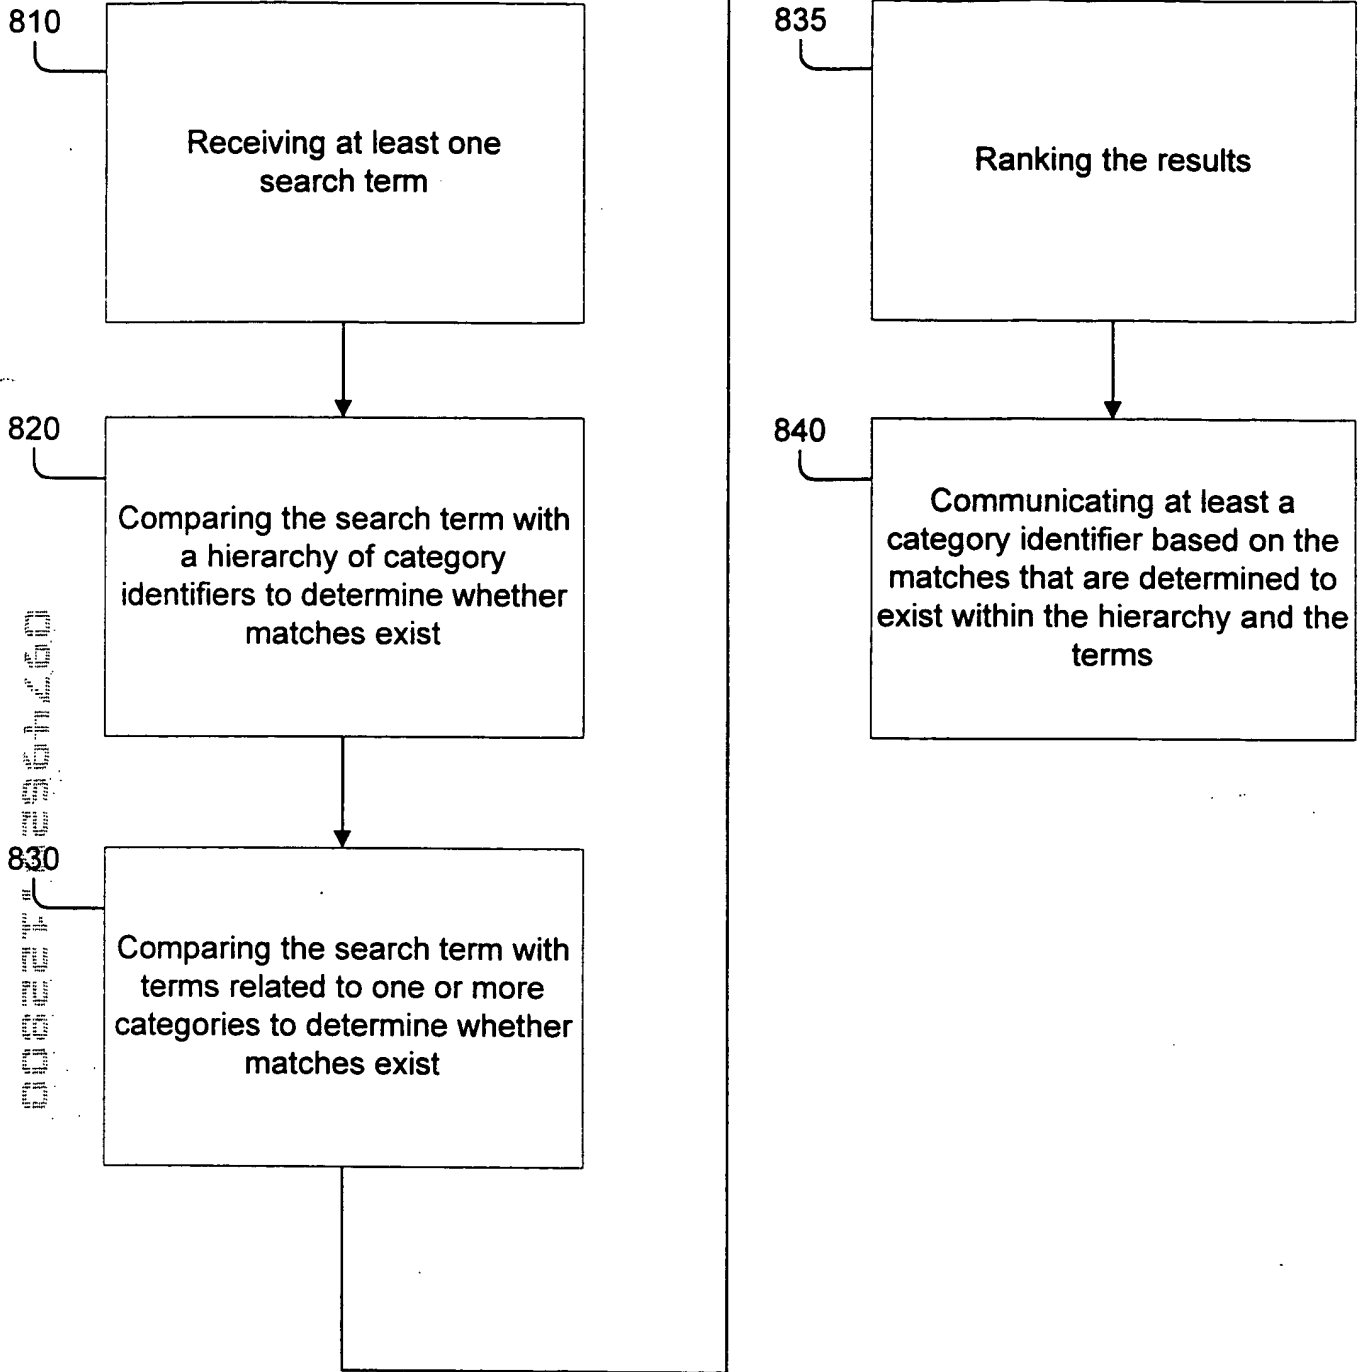 810
Receiving at least one
search term
820
Comparing the search term with
a hierarchy of category
identifiers to determine whether
matches exist
830
Comparing the search term with
terms related to one or more
categories to determine whether
matches exist
835
Ranking the results
840
Communicating at least a
category identifier based on the
matches that are determined to
exist within the hierarchy and the
terms